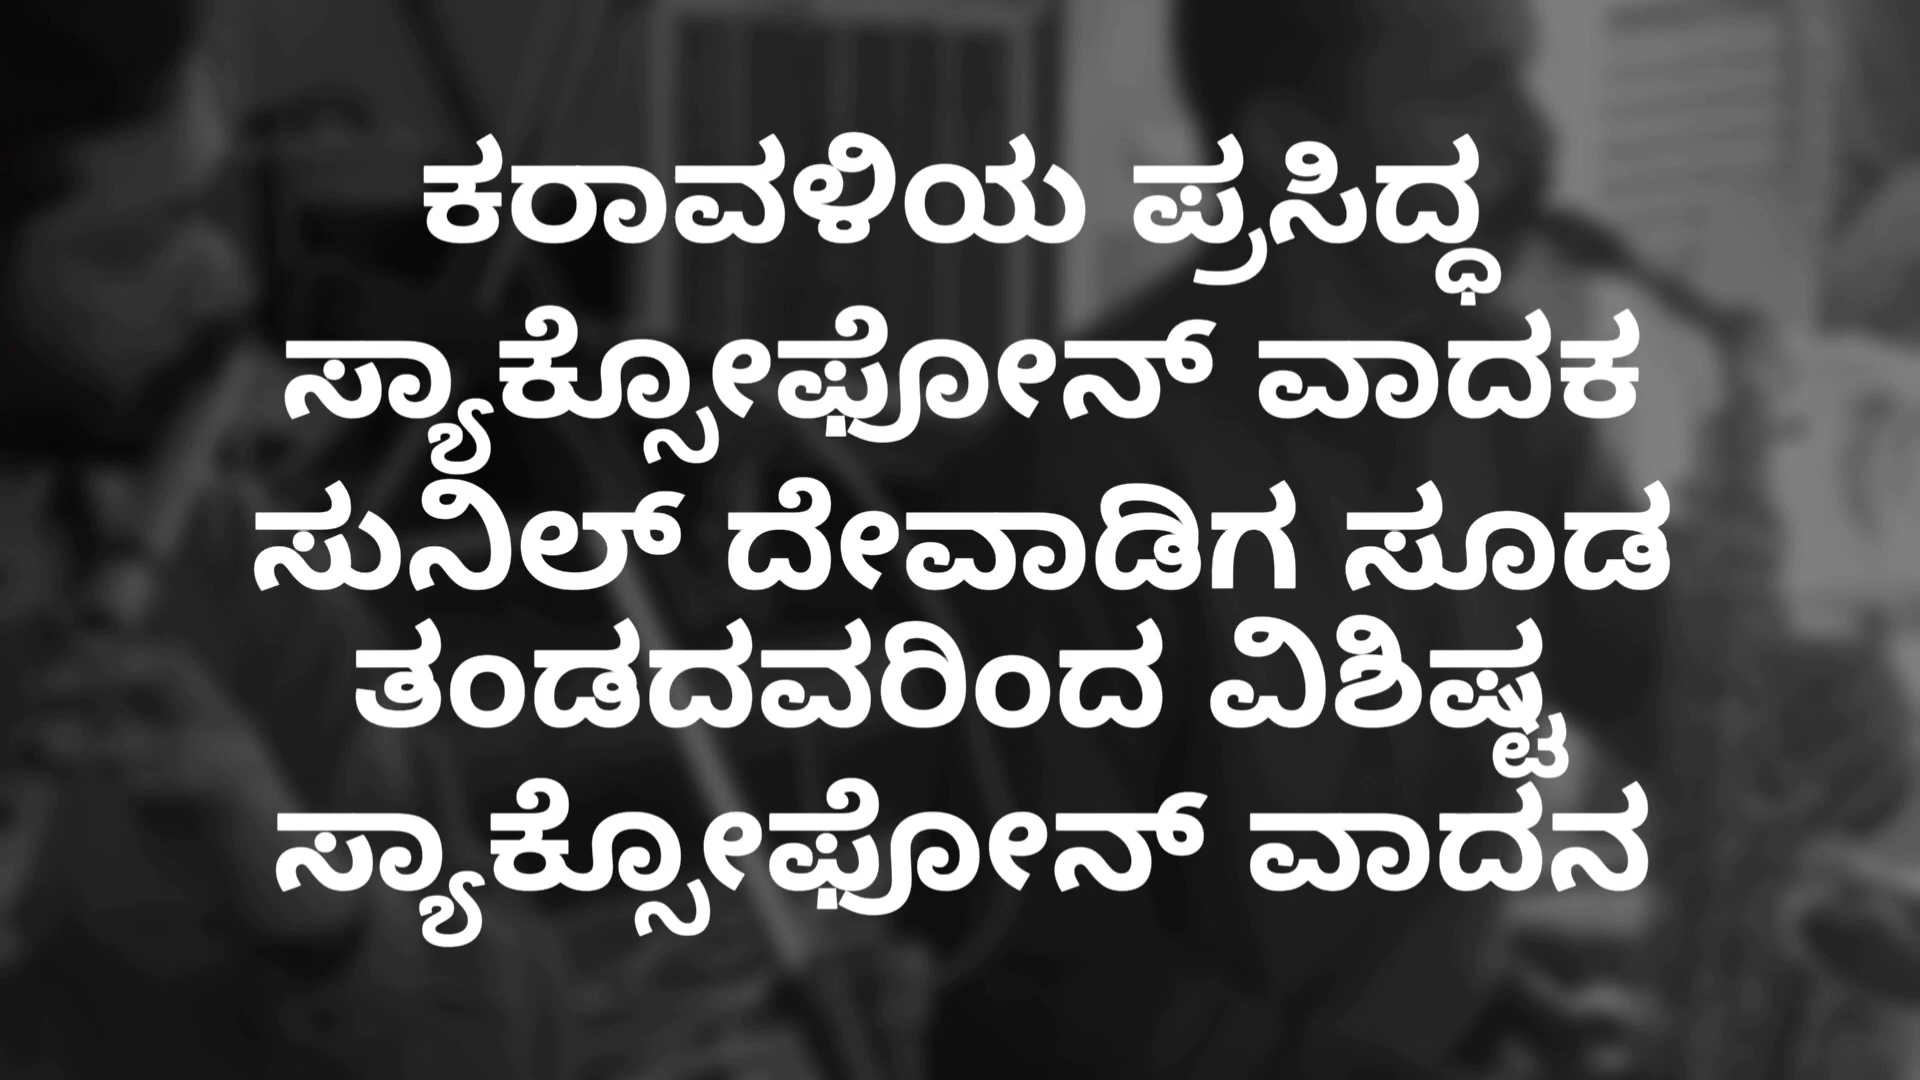 ಕರಾವಳಿಯ ಪ್ರಸಿದ್ಧ
ಸ್ಯಾಕ್ಸೋಫೋನ್ ವಾದಕ
ಸುನಿಲ್ ದೇವಾಡಿಗ ಸೂಡ
ತಂಡದವರಿಂದ ವಿಶಿಷ್ಟ
ಸ್ಯಾಕ್ಸೋಫೋನ್ ವಾದನ